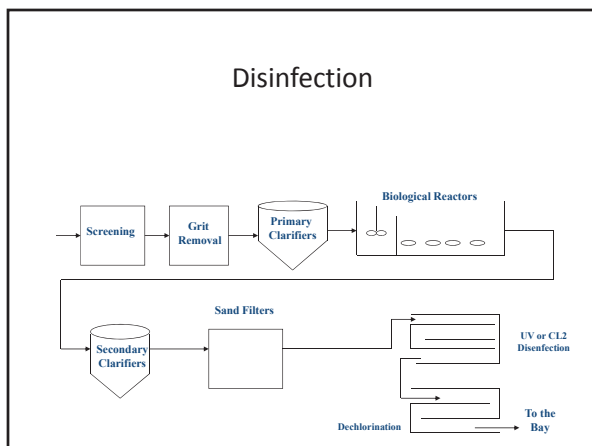 Disinfection
Biological Reactors
Screening
Grit
Removal
Primary
Clarifiers
Sand Filters
Secondary
Clarifiers
UV or CL2
Disenfection
Dechlorination
To the
Bay